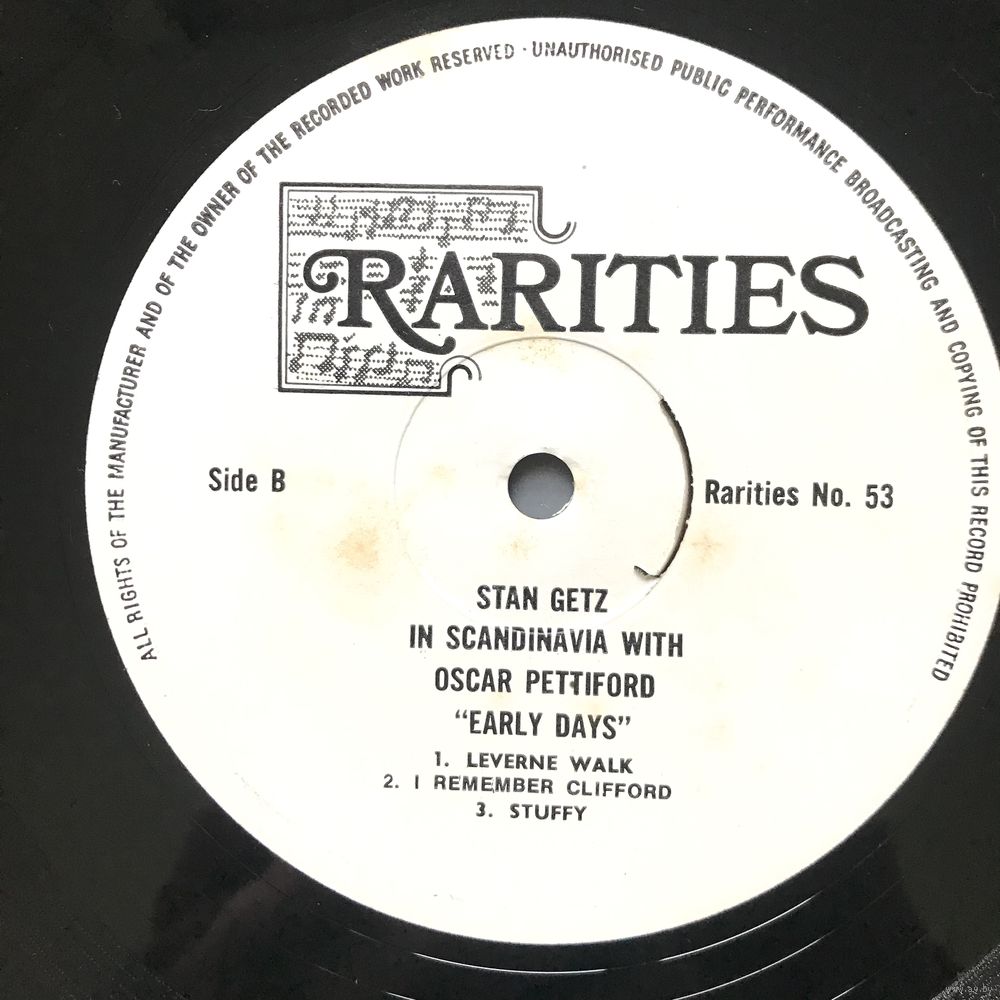 ALL RIGHTS OF THE MANUFACTURER AND OF THE OWNER OF THE RECORDED WORK RESERVED · UNAUTHORISED PUBLIC PERFORMANCE BROADCASTING AND COPYING OF THIS RECORD PROHIBITED
RARITIES
Side B
Rarities No. 53
STAN GETZ
IN SCANDINAVIA WITH
OSCAR PETTIFORD
“EARLY DAYS”
1. LEVERNE WALK
2. I REMEMBER CLIFFORD
3. STUFFY